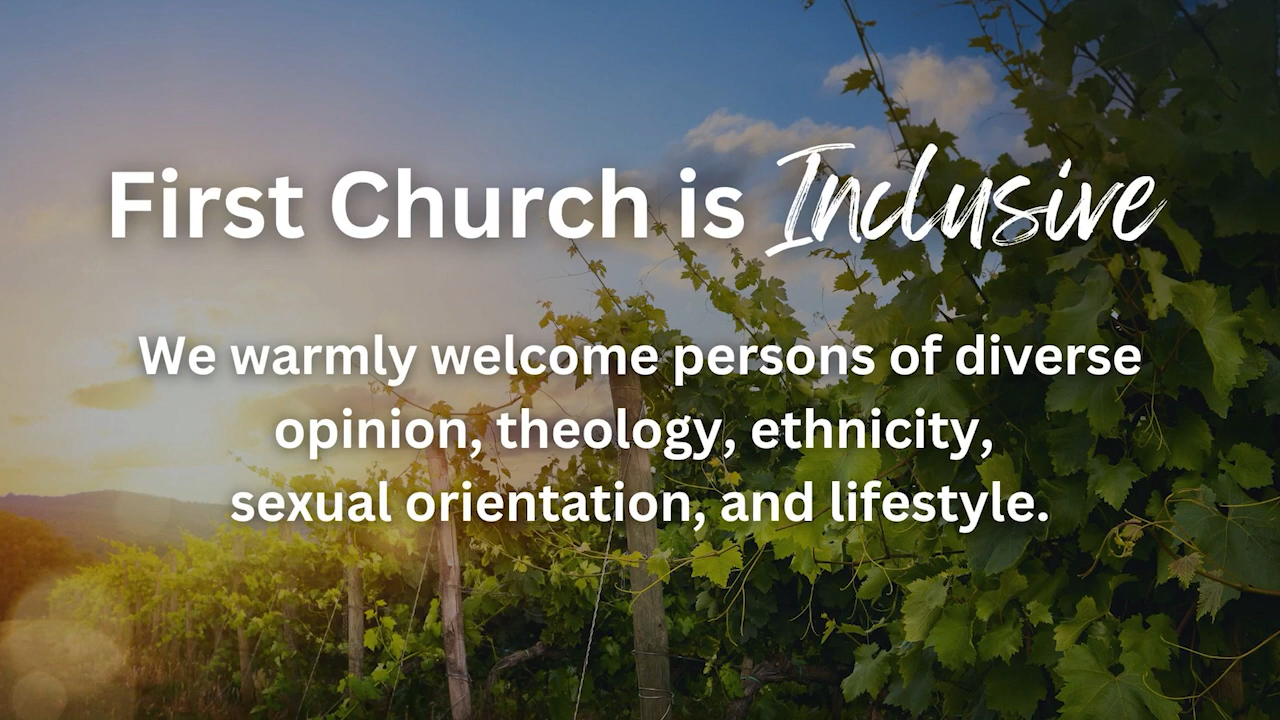 First Church is Inclusive
We warmly welcome persons of diverse
opinion, theology, ethnicity,
sexual orientation, and lifestyle.